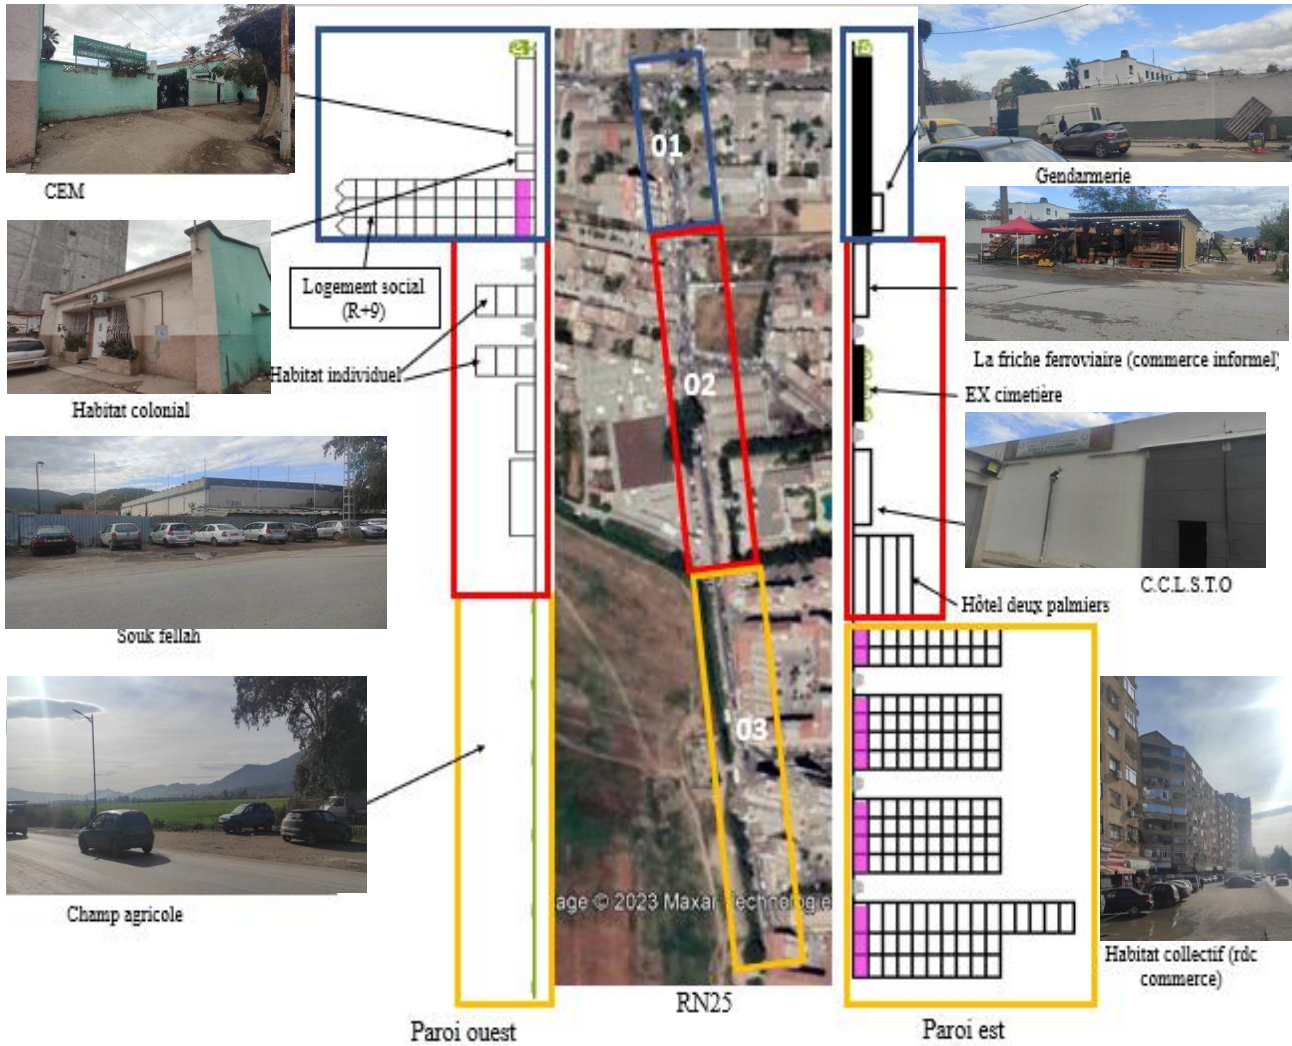 CEM
Gendarmerie
Logement social
(R+9)
La friche ferroviaire (commerce informel)
Habitat individuel
EX cimetière
Habitat colonial
C.C.L.S.T.O
Hôtel deux palmiers
Souk fellah
01
02
03
Champ agricole
age © 2023 Maxar Technologie
Habitat collectif (rdc
commerce)
RN25
Paroi ouest
Paroi est